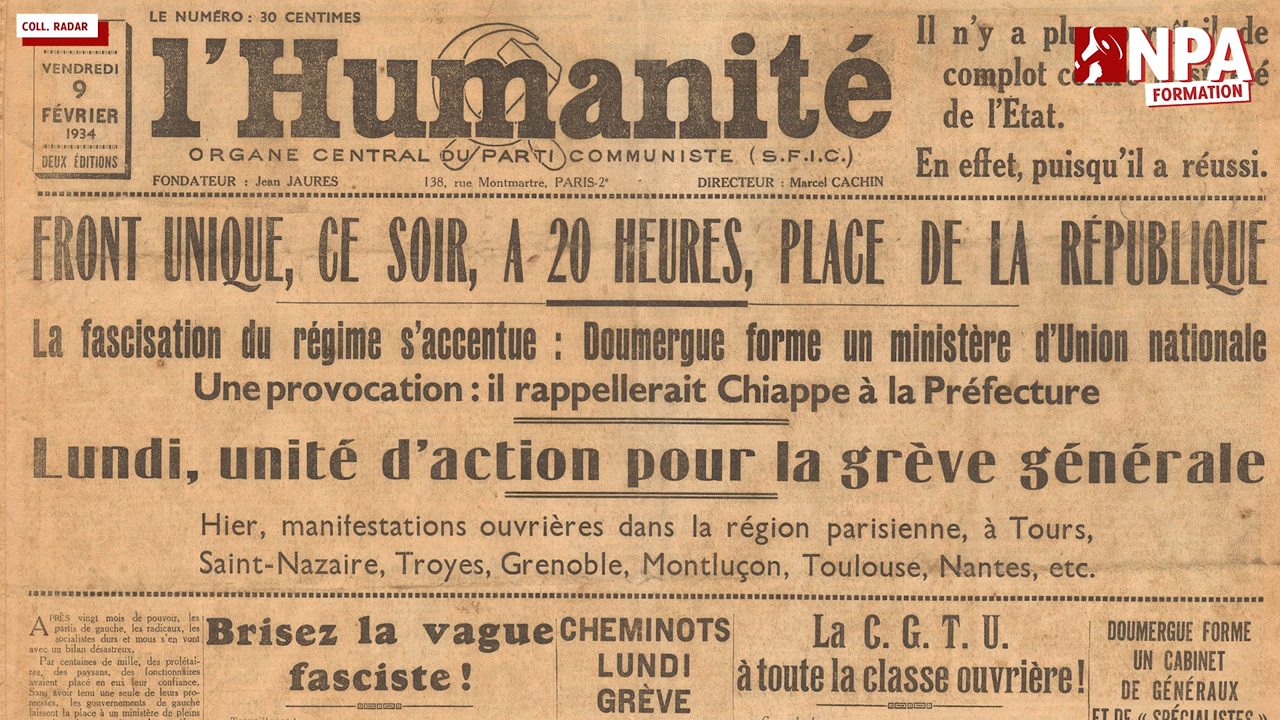 COLL. RADAR
LE NUMÉRO : 30 CENTIMES
VENDREDI
9
FÉVRIER
1934
DEUX ÉDITIONS
l'Humanité
ORGANE CENTRAL DU PARTI COMMUNISTE (S.F.I.C.)
FONDATEUR : Jean JAURES
138, rue Montmartre, PARIS-2e
DIRECTEUR : Marcel CACHIN
Il n'y a plus de
complot
de l'État.
En effet, puisqu'il a réussi.
NPA
FORMATION
FRONT UNIQUE, CE SOIR, A 20 HEURES, PLACE DE LA RÉPUBLIQUE
La fascisation du régime s'accentue : Doumergue forme un ministère d'Union nationale
Une provocation : il rappellerait Chiappe à la Préfecture
Lundi, unité d'action pour la grève générale
Hier, manifestations ouvrières dans la région parisienne, à Tours,
Saint-Nazaire, Troyes, Grenoble, Montluçon, Toulouse, Nantes, etc.
APRÈS vingt mois de pouvoir, les
partis de gauche, les radicaux, les
socialistes durs et mous s'en vont
avec un bilan désastreux.
Par centaines de mille, des prolétai-
res, des paysans, des fonctionnaires
avaient placé en eux leur confiance.
Sans avoir tenu une seule de leurs pro-
messes, les gouvernements de gauche
laissent la place à un ministère de pleins
Brisez la vague
fasciste !
CHEMINOTS
LUNDI
GRÈVE
La C. G. T. U.
à toute la classe ouvrière !
DOUMERGUE FORME
UN CABINET
DE GÉNÉRAUX
ET DE « SPÉCIALISTES »